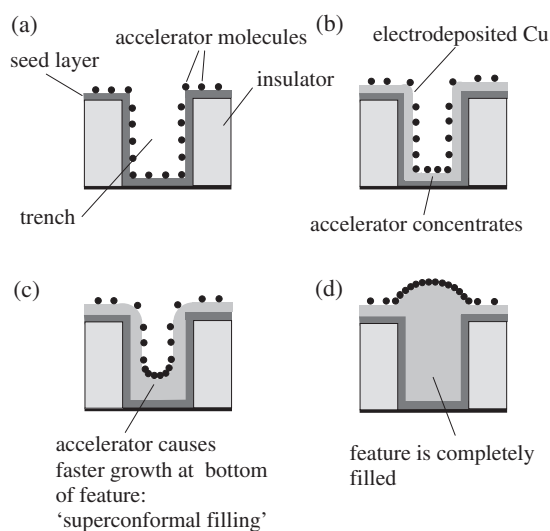 (a)
accelerator molecules
seed layer
insulator
trench
(b)
electrodeposited Cu
accelerator concentrates
(c)
accelerator causes
faster growth at bottom
of feature:
‘superconformal filling’
(d)
feature is completely
filled